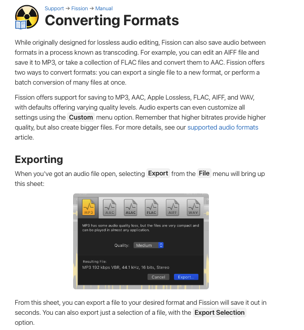 Support → Fission → Manual
Converting Formats
While originally designed for lossless audio editing, Fission can also save audio between
formats in a process known as transcoding. For example, you can edit an AIFF file and
save it to MP3, or take a collection of FLAC files and convert them to AAC. Fission offers
two ways to convert formats: you can export a single file to a new format, or perform a
batch conversion of many files at once.
Fission offers support for saving to MP3, AAC, Apple Lossless, FLAC, AIFF, and WAV,
with defaults offering varying quality levels. Audio experts can even customize all
settings using the Custom menu option. Remember that higher bitrates provide higher
quality, but also create bigger files. For more details, see our supported audio formats
article.
Exporting
When you've got an audio file open, selecting Export from the File menu will bring up
this sheet:
MP3 has some audio quality loss, but the files are very compact and
can be played in almost any application.
Quality: Medium
Resulting File:
MP3 192 kbps VBR, 44.1 kHz, 16 bits, Stereo
Cancel Export...
From this sheet, you can export a file to your desired format and Fission will save it out in
seconds. You can also export just a selection of a file, with the Export Selection
option.